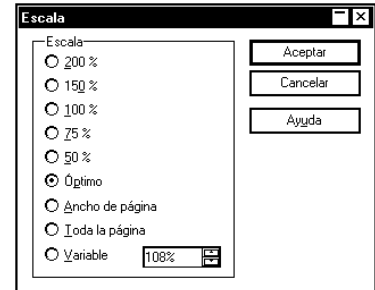 Escala
Escala
200 %
150 %
100 %
75 %
50 %
Óptimo
Ancho de página
Toda la página
Variable 108%
Aceptar
Cancelar
Ayuda